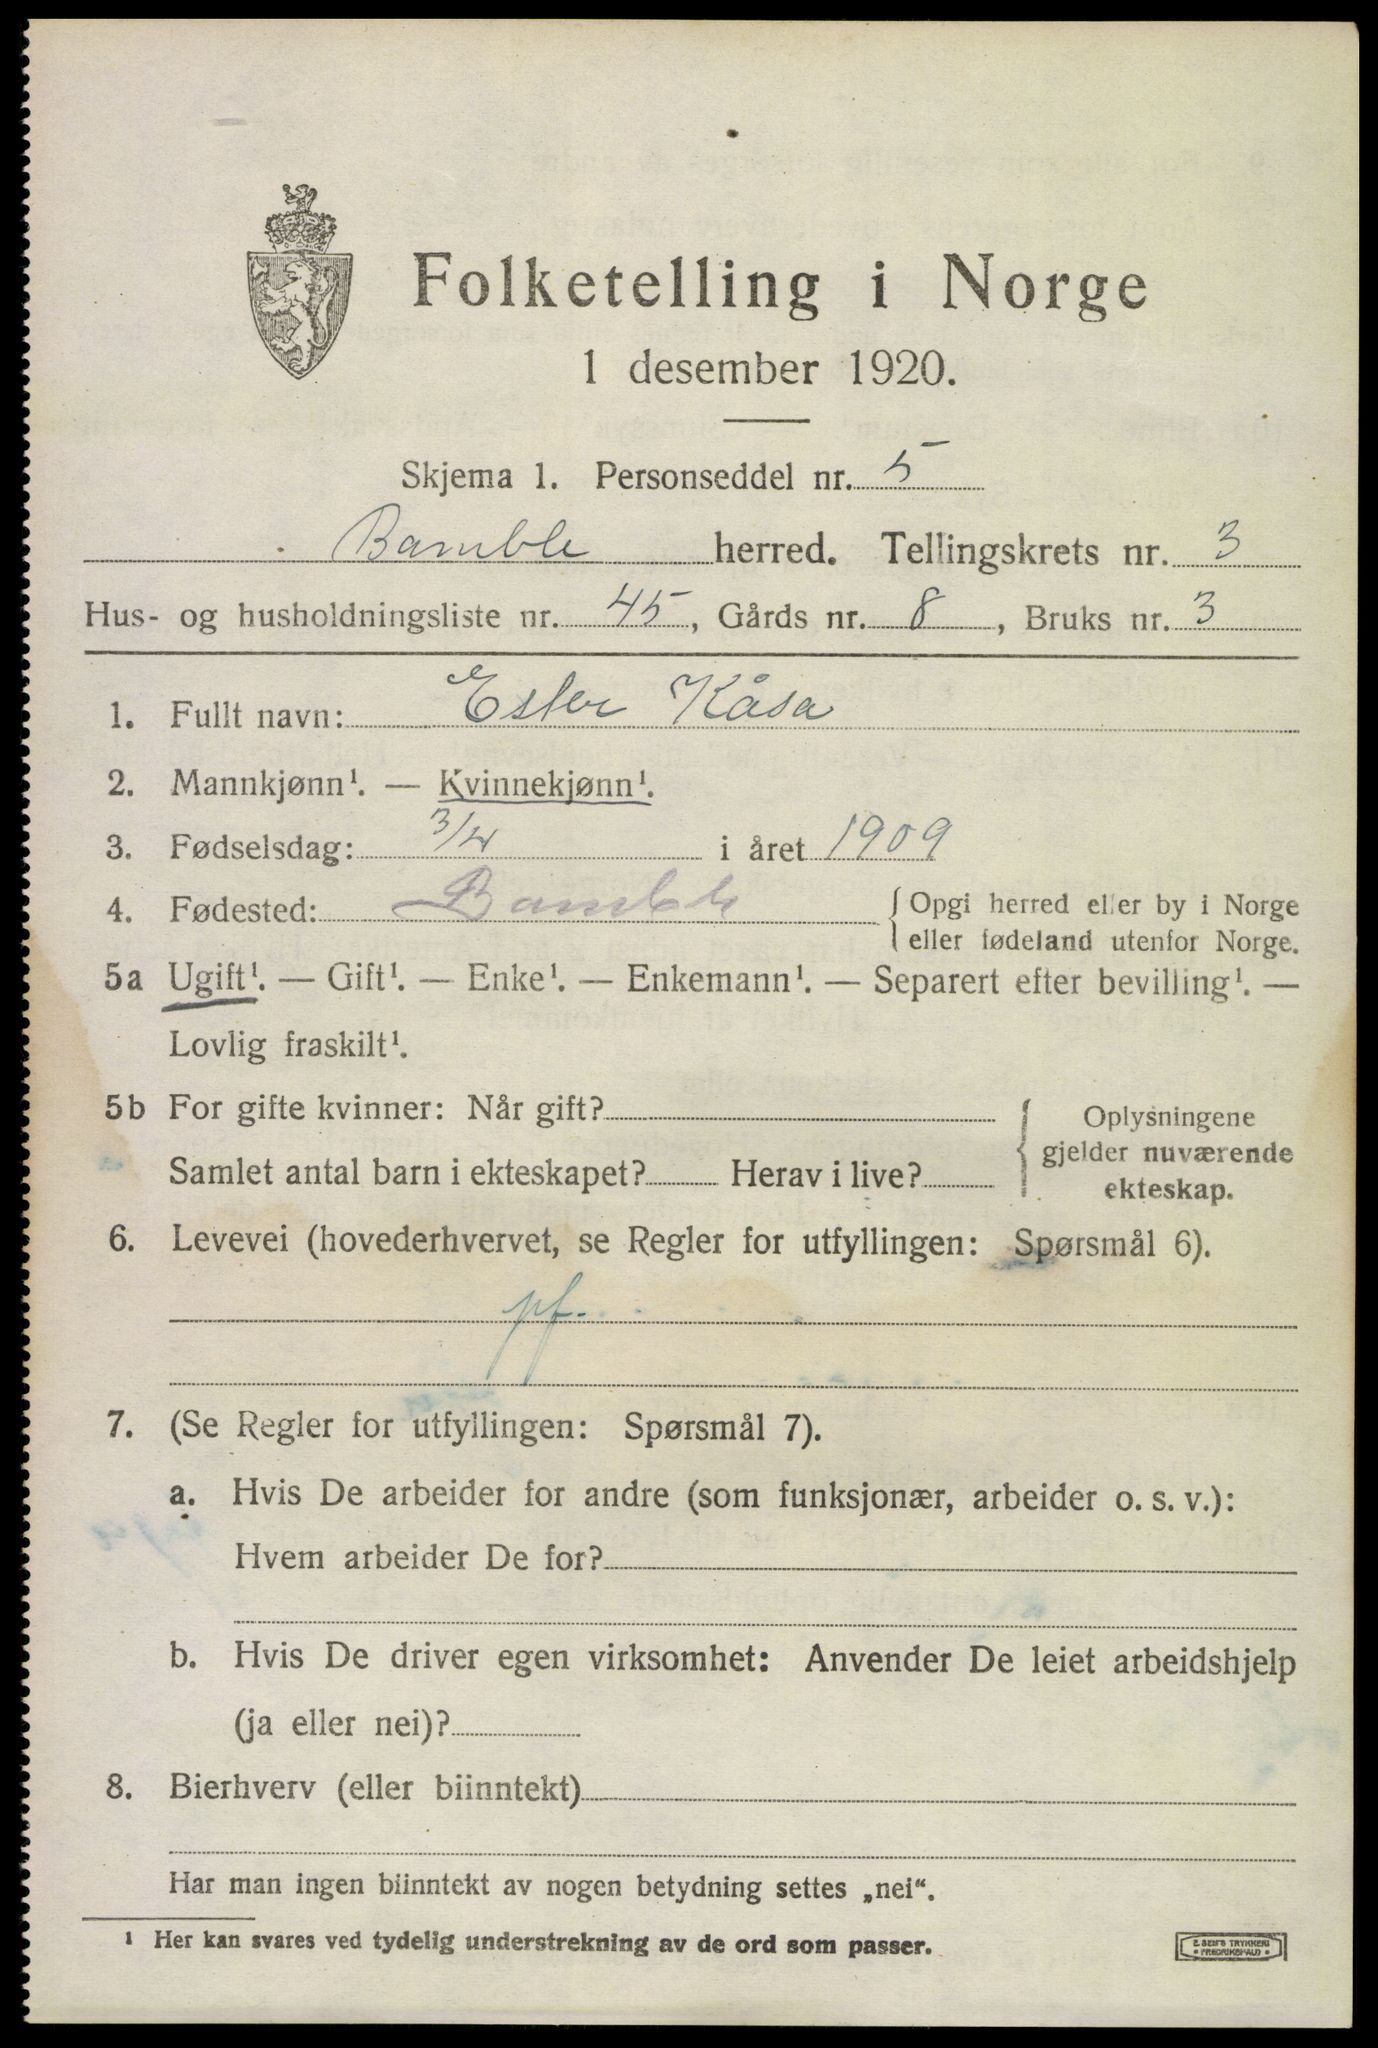 Folketelling i Norge
1 desember 1920.
Skjema 1. Personseddel nr. 5
Bamble herred. Tellingskrets nr. 3
Hus- og husholdningsliste nr. 45, Gårds nr. 8, Bruks nr. 3
1. Fullt navn: Ester Kåsa
2. Mannkjønn¹. — Kvinnekjønn¹.
3. Fødselsdag: 3/4 i året 1909
4. Fødested: Bamble { Opgi herred eller by i Norge
eller fødeland utenfor Norge.
5a Ugift¹. — Gift¹. — Enke¹. — Enkemann¹. — Separert efter bevilling¹. —
Lovlig fraskilt¹.
5b For gifte kvinner: Når gift? { Oplysningene
gjelder nuværende
Samlet antal barn i ekteskapet? Herav i live?
ekteskap.
6. Levevei (hovederhvervet, se Regler for utfyllingen: Spørsmål 6).
pf.
7. (Se Regler for utfyllingen: Spørsmål 7).
a. Hvis De arbeider for andre (som funksjonær, arbeider o. s. v.):
Hvem arbeider De for?
b. Hvis De driver egen virksomhet: Anvender De leiet arbeidshjelp
(ja eller nei)?
8. Bierhverv (eller biinntekt)
Har man ingen biinntekt av nogen betydning settes „nei“.
¹ Her kan svares ved tydelig understrekning av de ord som passer.
E. SEM'S TRYKKERI
• FREDRIKSHALD •